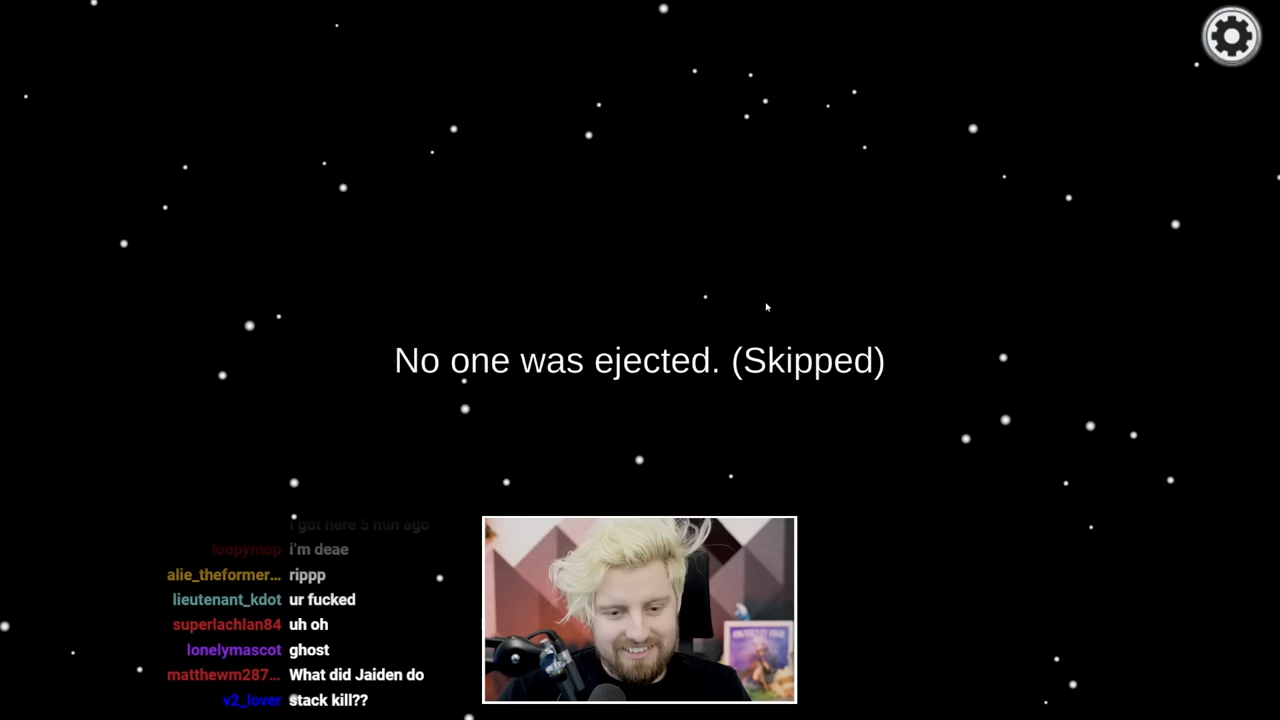 No one was ejected. (Skipped)
I got here 5 min ago
loopymop i'm deae
alie_theformer... rippp
lieutenant_kdot ur fucked
superlachlan84 uh oh
lonelymascot ghost
matthewm287... What did Jaiden do
v2_lover stack kill??